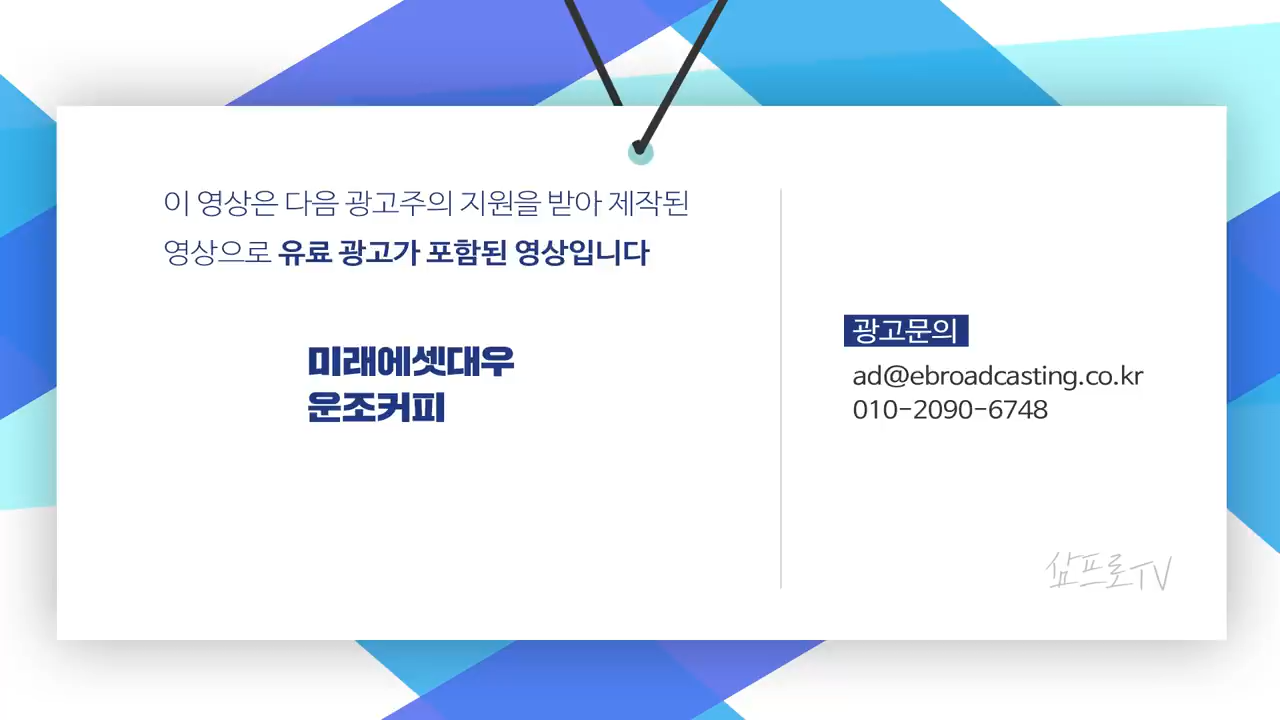 이 영상은 다음 광고주의 지원을 받아 제작된
영상으로 유료 광고가 포함된 영상입니다
미래에셋대우
운조커피
광고문의
ad@ebroadcasting.co.kr
010-2090-6748
삼프로TV